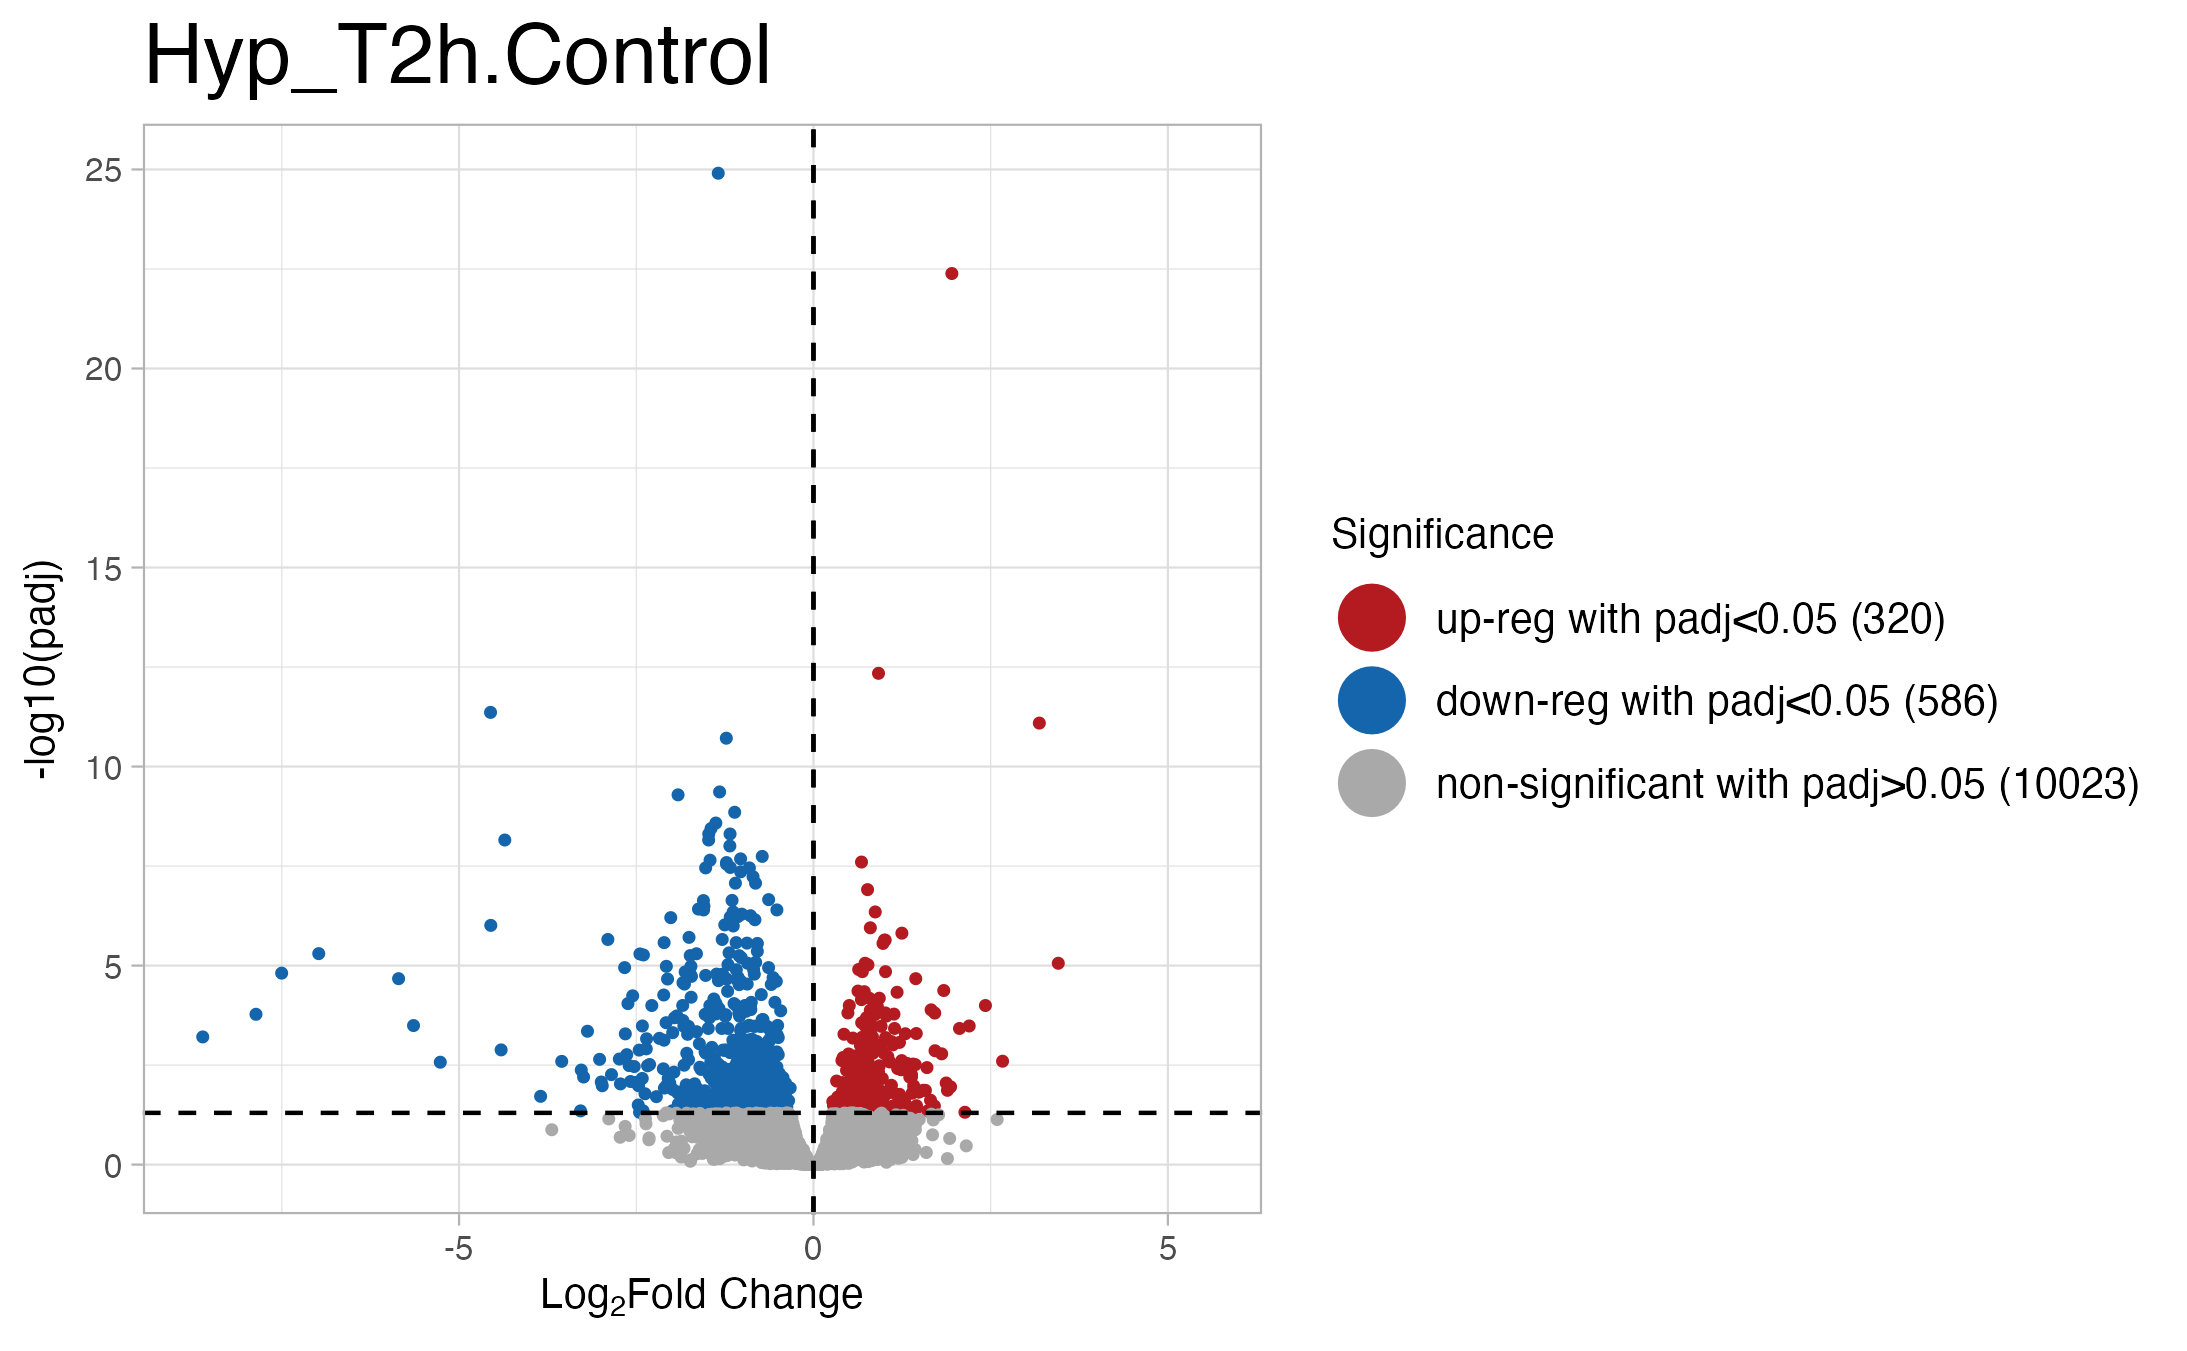 Hyp_T2h.Control
25
20
15
10
5
0
-log10(padj)
-5
0
5
Log₂Fold Change
Significance
up-reg with padj<0.05 (320)
down-reg with padj<0.05 (586)
non-significant with padj>0.05 (10023)